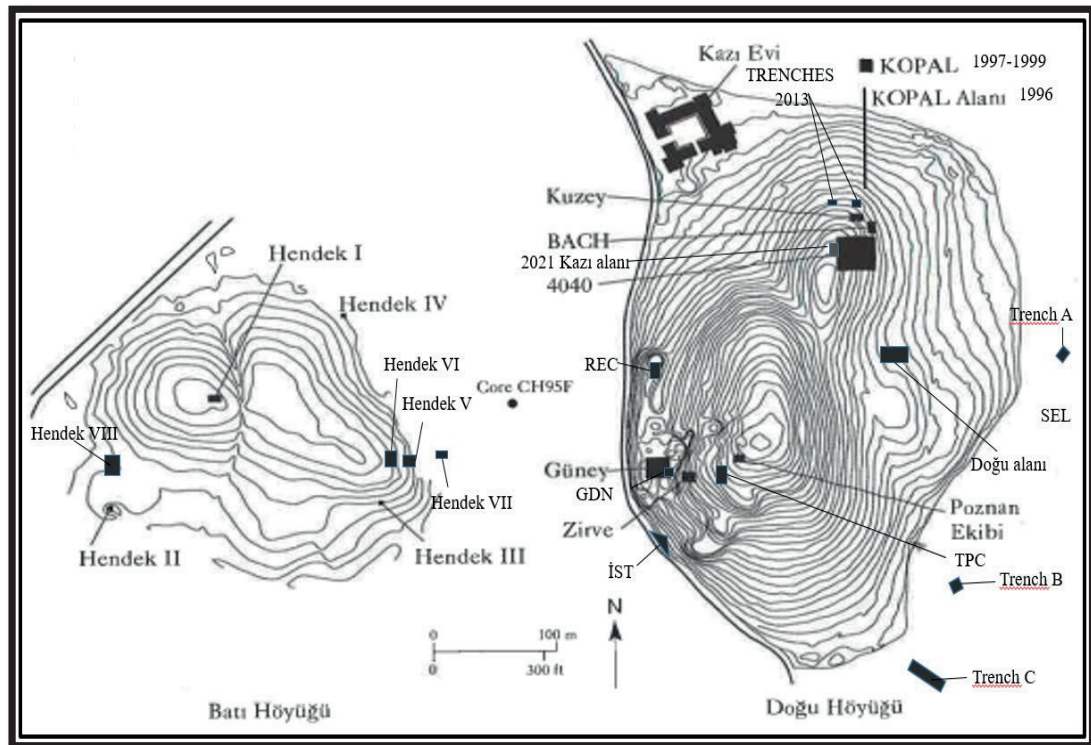 Kazı Evi
KOPAL 1997-1999
TRENCHES
2013
KOPAL Alanı 1996
Kuzey
BACH
2021 Kazı alanı
4040
Hendek I
Hendek IV
Trench A
Hendek VI
REC
Core CH95F
Hendek V
SEL
Hendek VIII
Doğu alanı
Güney
GDN
Hendek VII
Poznan
Ekibi
Zirve
Hendek II
Hendek III
TPC
İST
Trench B
N
0 100 m
0 300 ft
Trench C
Batı Höyüğü
Doğu Höyüğü